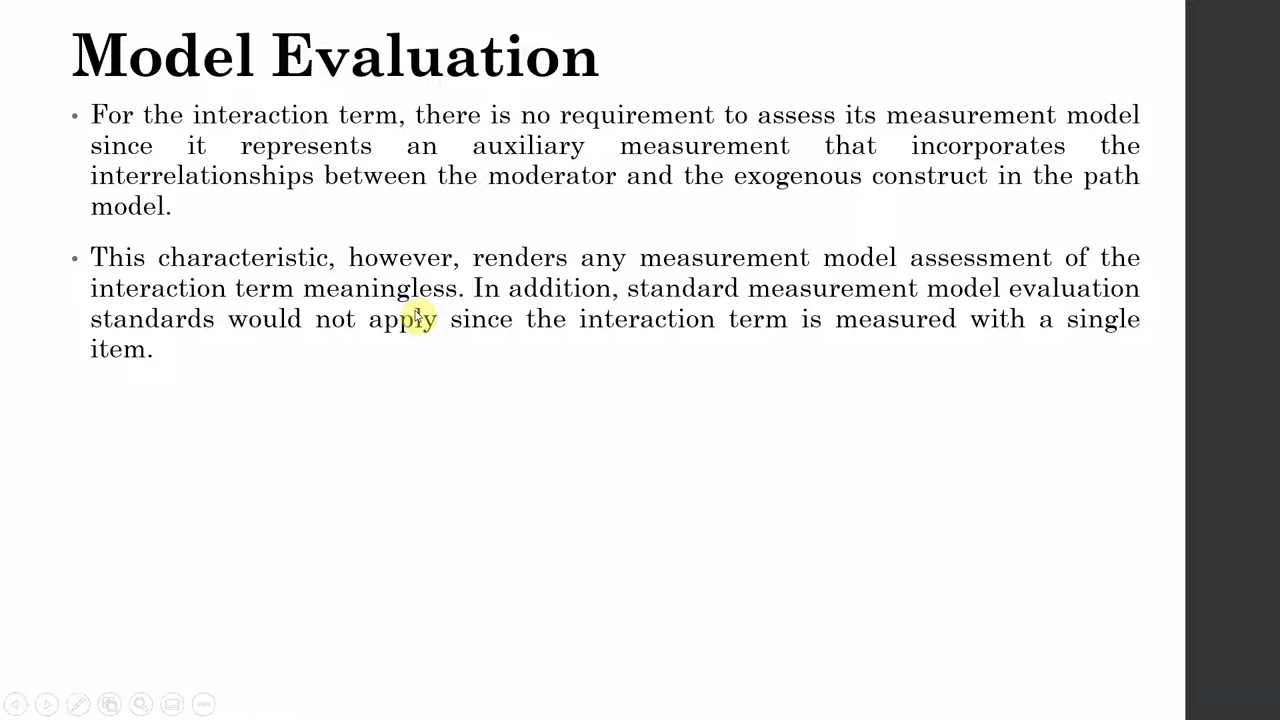 Model Evaluation
• For the interaction term, there is no requirement to assess its measurement model
since it represents an auxiliary measurement that incorporates the
interrelationships between the moderator and the exogenous construct in the path
model.
• This characteristic, however, renders any measurement model assessment of the
interaction term meaningless. In addition, standard measurement model evaluation
standards would not apply since the interaction term is measured with a single
item.